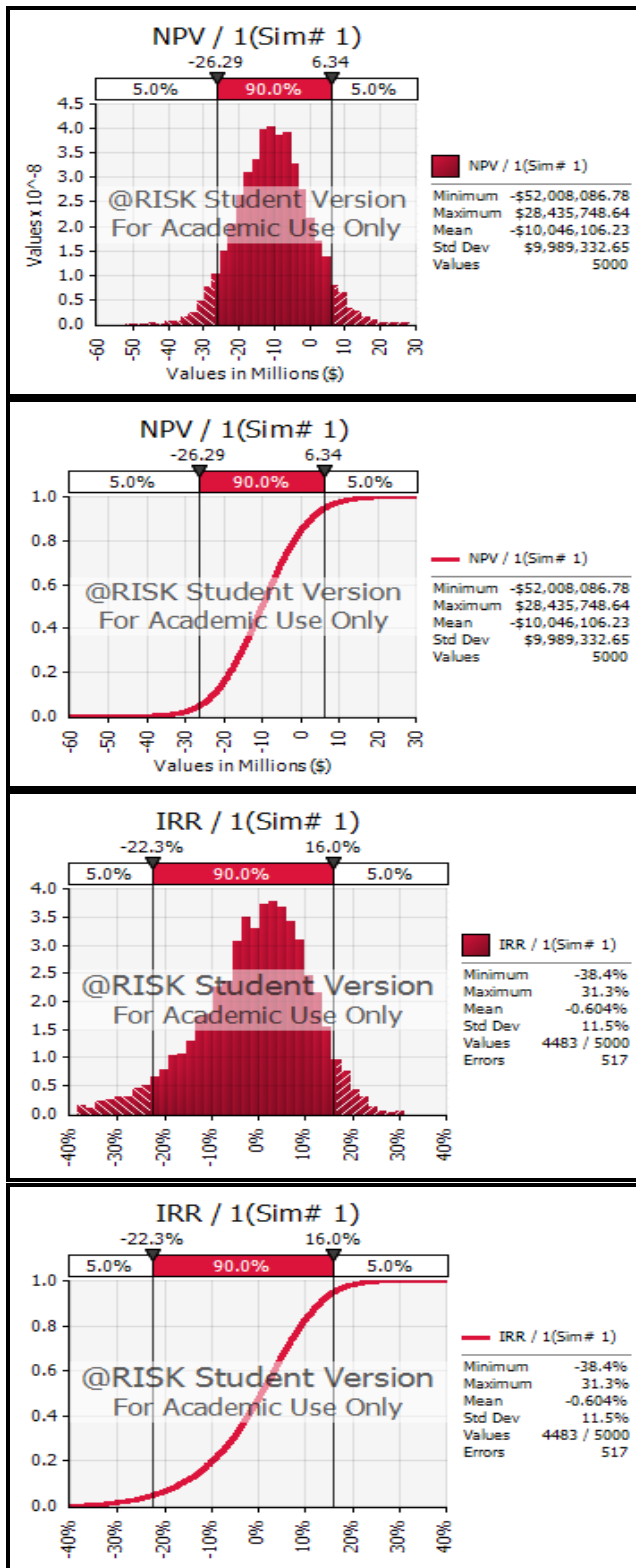 NPV / 1(Sim# 1)
-26.29 6.34
5.0% 90.0% 5.0%
4.5
4.0
3.5
3.0
2.5
2.0
1.5
1.0
0.5
0.0
Values x 10^-8
@RISK Student Version
For Academic Use Only
-60 -50 -40 -30 -20 -10 0 10 20 30
Values in Millions ($)
NPV / 1(Sim# 1)
Minimum -$52,008,086.78
Maximum $28,435,748.64
Mean -$10,046,106.23
Std Dev $9,989,332.65
Values 5000
NPV / 1(Sim# 1)
-26.29 6.34
5.0% 90.0% 5.0%
1.0
0.8
0.6
0.4
0.2
0.0
@RISK Student Version
For Academic Use Only
-60 -50 -40 -30 -20 -10 0 10 20 30
Values in Millions ($)
NPV / 1(Sim# 1)
Minimum -$52,008,086.78
Maximum $28,435,748.64
Mean -$10,046,106.23
Std Dev $9,989,332.65
Values 5000
IRR / 1(Sim# 1)
-22.3% 16.0%
5.0% 90.0% 5.0%
4.0
3.5
3.0
2.5
2.0
1.5
1.0
0.5
0.0
@RISK Student Version
For Academic Use Only
-40% -30% -20% -10% 0% 10% 20% 30% 40%
IRR / 1(Sim# 1)
Minimum -38.4%
Maximum 31.3%
Mean -0.604%
Std Dev 11.5%
Values 4483 / 5000
Errors 517
IRR / 1(Sim# 1)
-22.3% 16.0%
5.0% 90.0% 5.0%
1.0
0.8
0.6
0.4
0.2
0.0
@RISK Student Version
For Academic Use Only
-40% -30% -20% -10% 0% 10% 20% 30% 40%
IRR / 1(Sim# 1)
Minimum -38.4%
Maximum 31.3%
Mean -0.604%
Std Dev 11.5%
Values 4483 / 5000
Errors 517